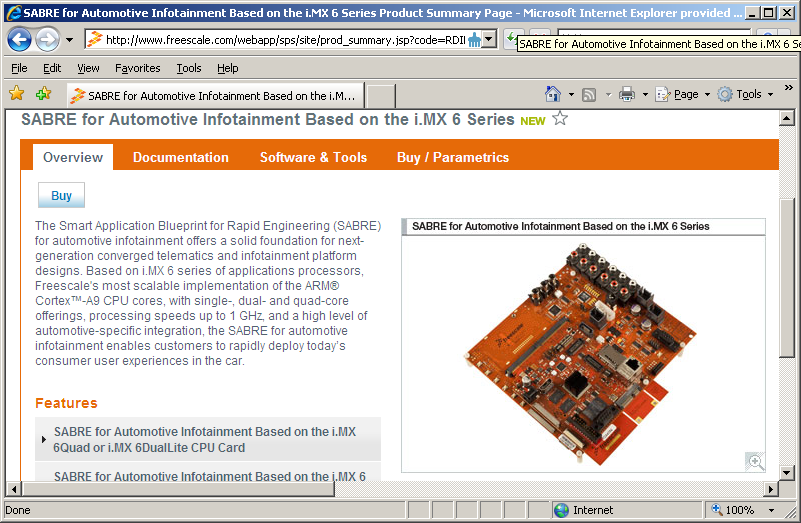 SABRE for Automotive Infotainment Based on the i.MX 6 Series Product Summary Page - Microsoft Internet Explorer provided ...
http://www.freescale.com/webapp/sps/site/prod_summary.jsp?code=RDI
SABRE for Automotive Infotainment Based on the i.MX 6 Se
File Edit View Favorites Tools Help
SABRE for Automotive Infotainment Based on the i.M...
Page Tools
SABRE for Automotive Infotainment Based on the i.MX 6 Series NEW
Overview Documentation Software & Tools Buy / Parametrics
Buy
The Smart Application Blueprint for Rapid Engineering (SABRE)
for automotive infotainment offers a solid foundation for next-
generation converged telematics and infotainment platform
designs. Based on i.MX 6 series of applications processors,
Freescale's most scalable implementation of the ARM®
Cortex™-A9 CPU cores, with single-, dual- and quad-core
offerings, processing speeds up to 1 GHz, and a high level of
automotive-specific integration, the SABRE for automotive
infotainment enables customers to rapidly deploy today's
consumer user experiences in the car.
SABRE for Automotive Infotainment Based on the i.MX 6 Series
freescale
Features
SABRE for Automotive Infotainment Based on the i.MX
6Quad or i.MX 6DualLite CPU Card
SABRE for Automotive Infotainment Based on the i.MX 6
Done Internet 100%